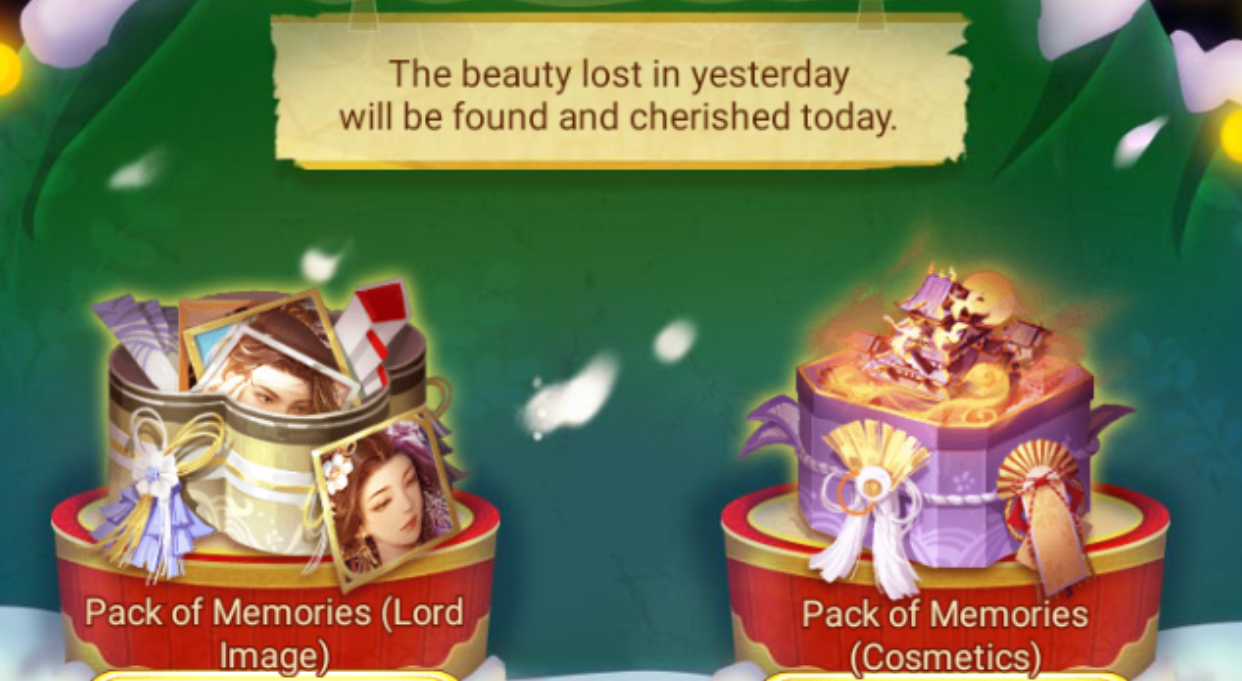 The beauty lost in yesterday
will be found and cherished today.
Pack of Memories (Lord
Image)
Pack of Memories
(Cosmetics)